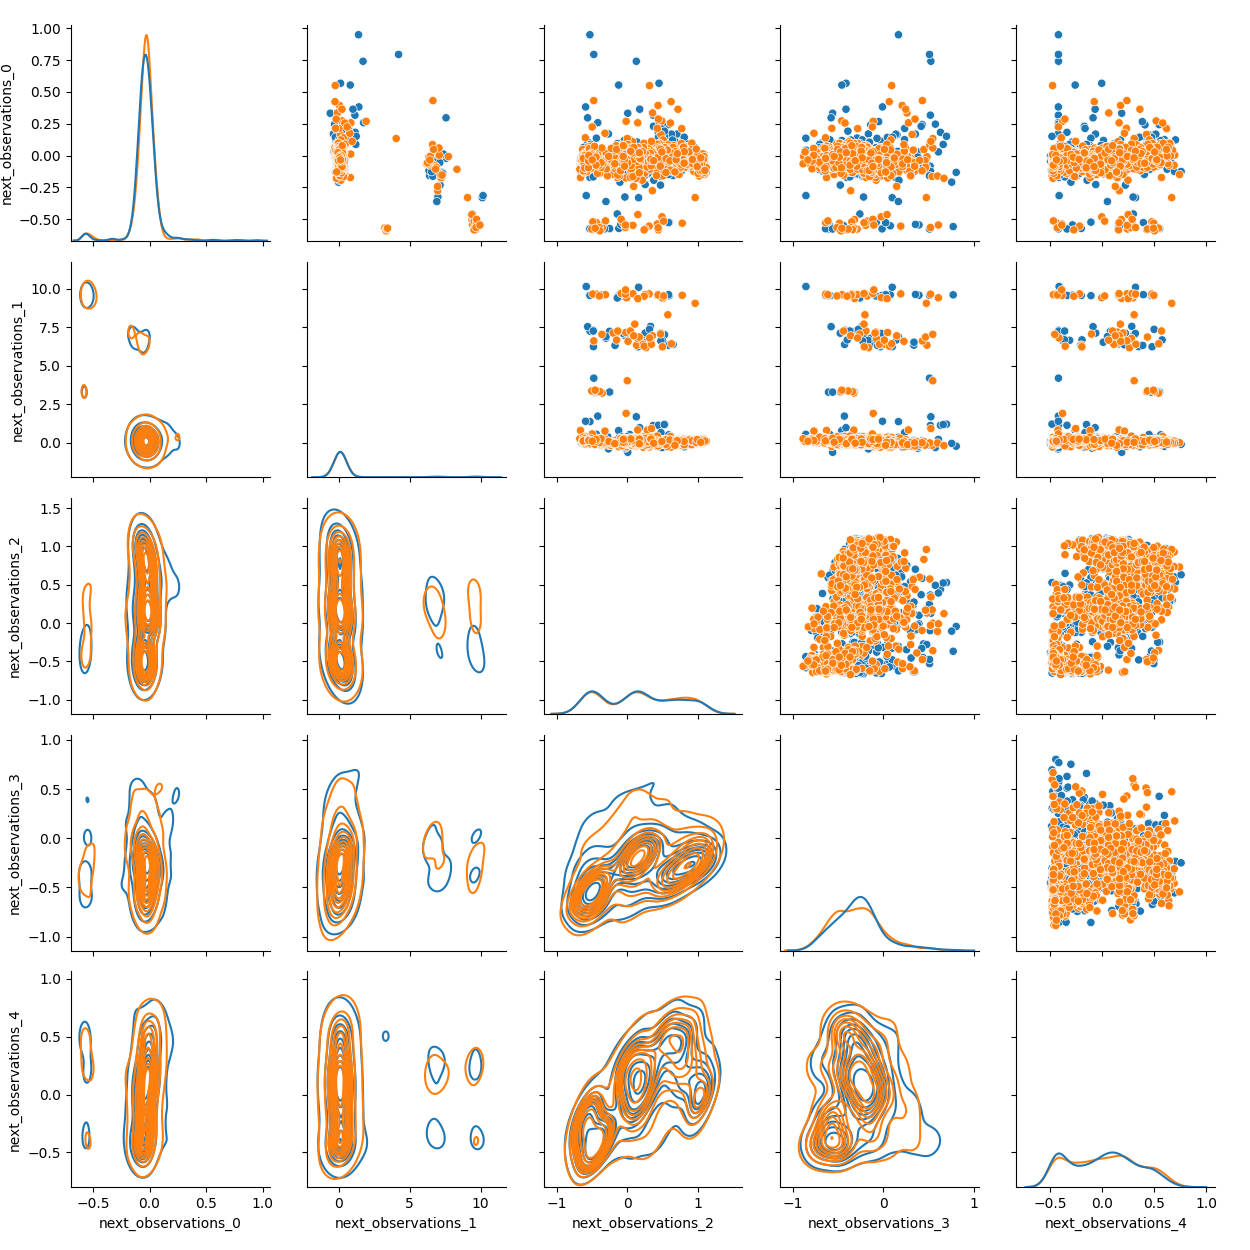 1.00
0.75
0.50
0.25
0.00
−0.25
−0.50
next_observations_0
10.0
7.5
5.0
2.5
0.0
next_observations_1
1.5
1.0
0.5
0.0
−0.5
−1.0
next_observations_2
1.0
0.5
0.0
−0.5
−1.0
next_observations_3
1.0
0.5
0.0
−0.5
next_observations_4
−0.5 0.0 0.5 1.0
next_observations_0
0 5 10
next_observations_1
−1 0 1
next_observations_2
−1 0 1
next_observations_3
−0.5 0.0 0.5 1.0
next_observations_4